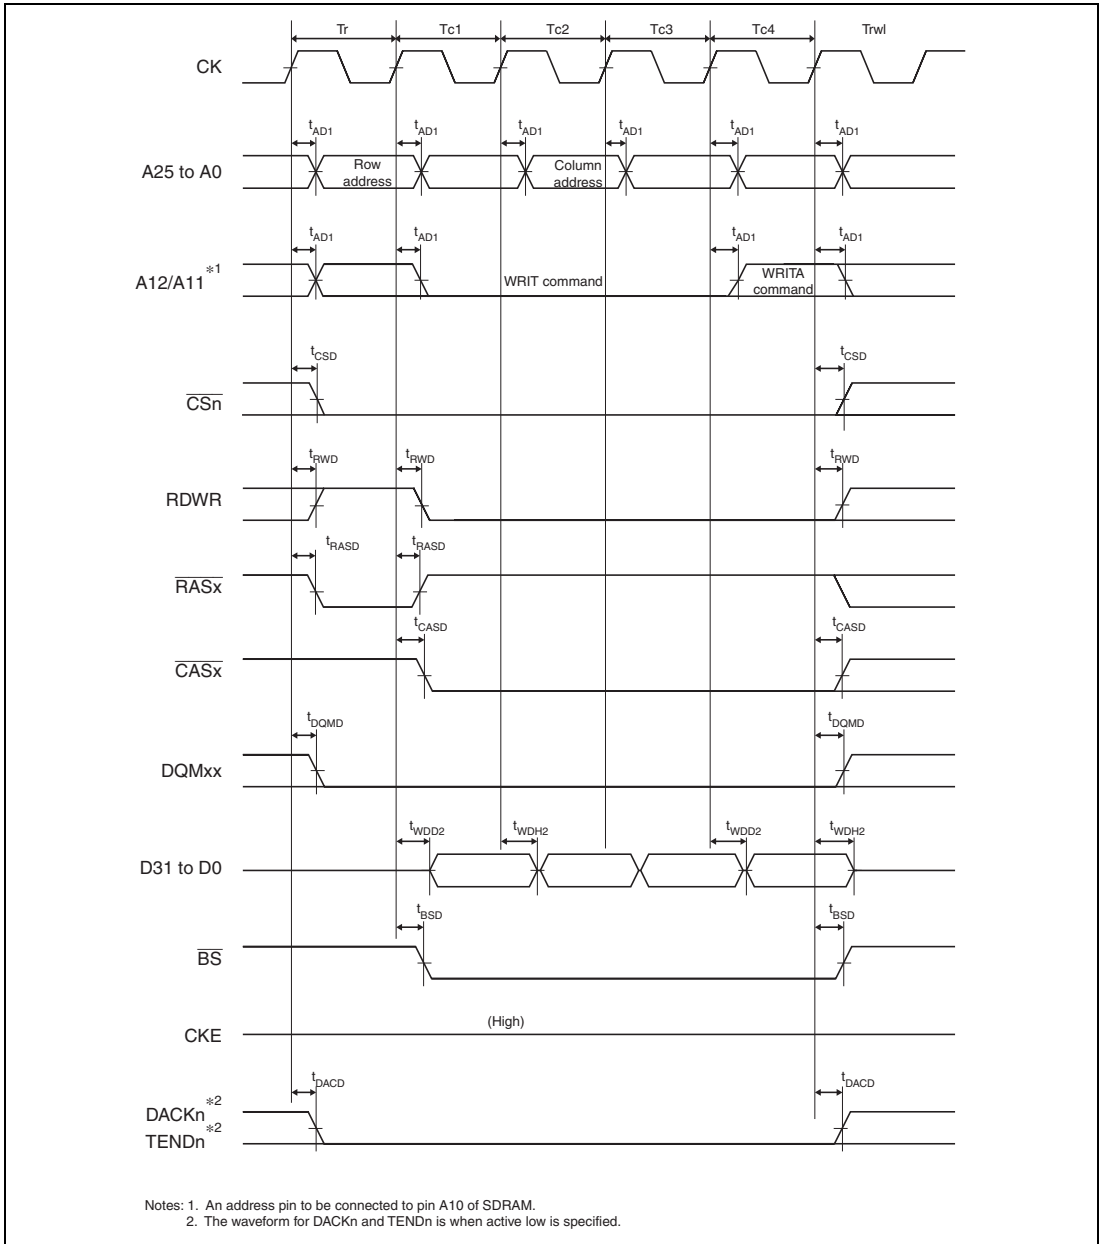 Tr Tc1 Tc2 Tc3 Tc4 Trwl
CK
tAD1 tAD1 tAD1 tAD1 tAD1 tAD1
A25 to A0
Row address
Column address
tAD1 tAD1 tAD1 tAD1
A12/A11*1
WRIT command
WRITA command
tCSD tCSD
CSn
tRWD tRWD tRWD
RDWR
tRASD tRASD
RASx
tCASD tCASD
CASx
tDQMD tDQMD
DQMxx
tWDD2 tWDH2 tWDD2 tWDH2
D31 to D0
tBSD tBSD
BS
(High)
CKE
tDACD tDACD
DACKn*2
TENDn*2
Notes: 1. An address pin to be connected to pin A10 of SDRAM.
2. The waveform for DACKn and TENDn is when active low is specified.